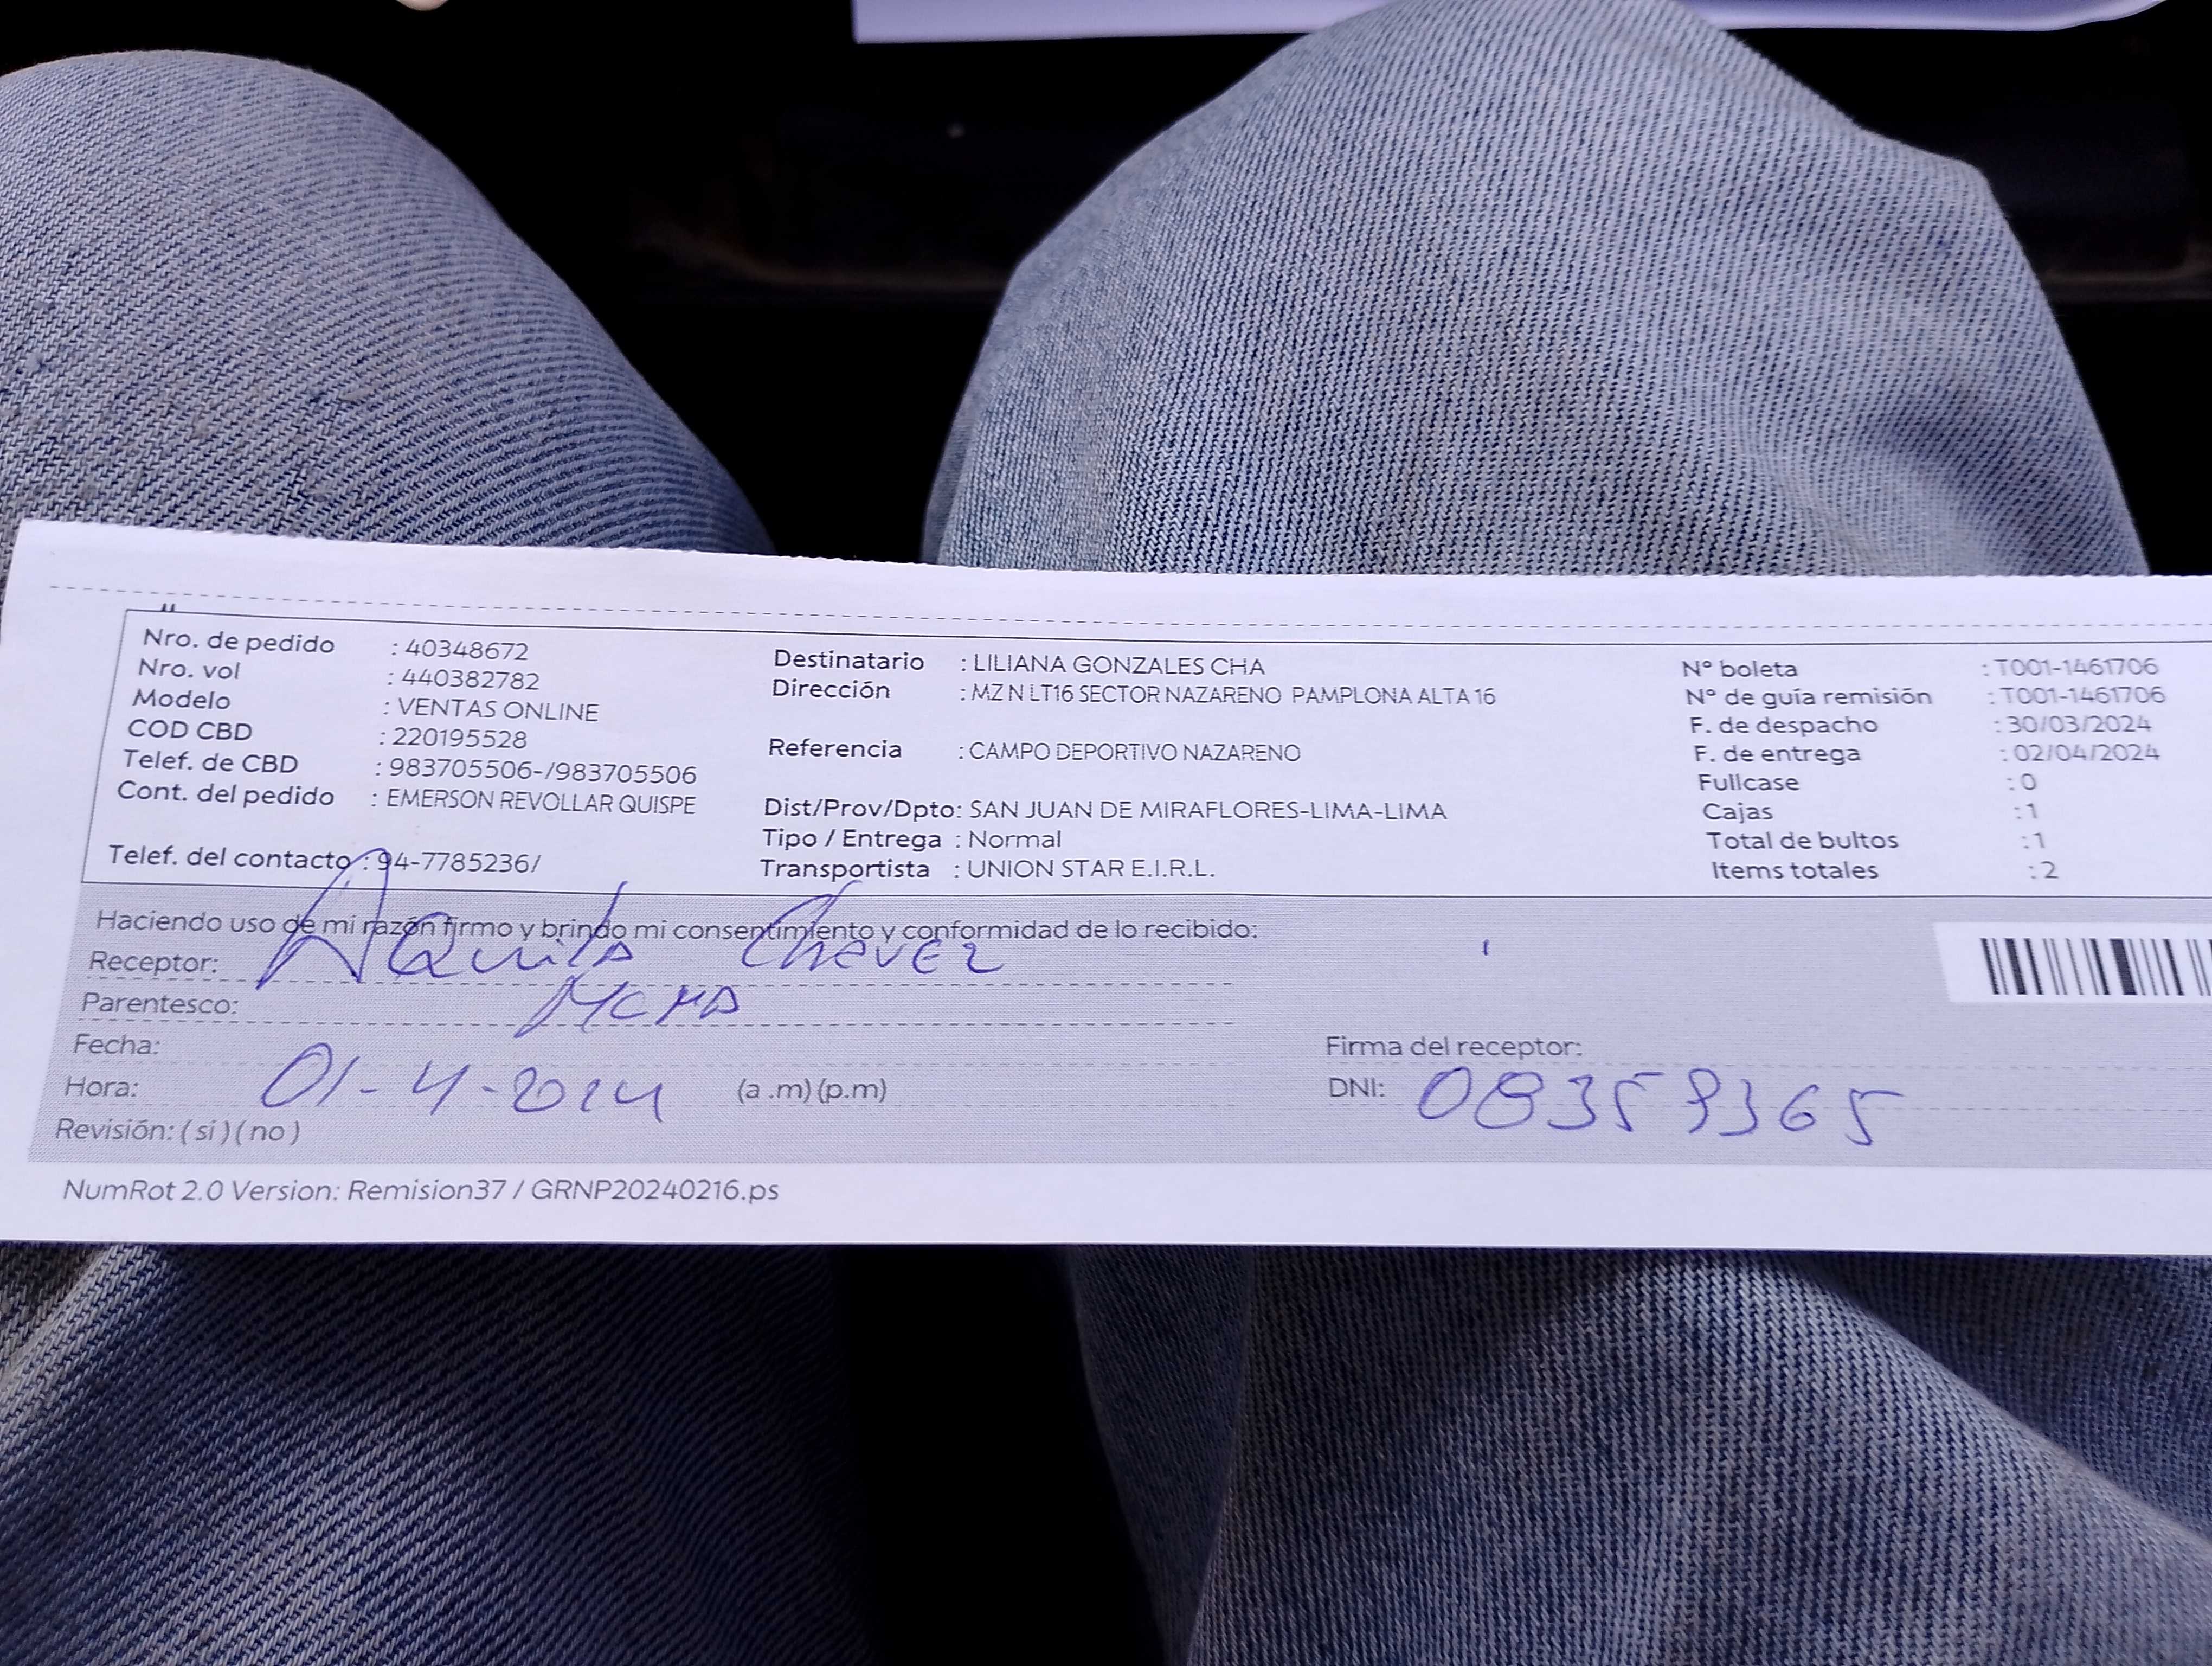 Nro. de pedido : 40348672
Nro. vol : 440382782
Modelo : VENTAS ONLINE
COD CBD : 220195528
Telef. de CBD : 983705506-/983705506
Cont. del pedido : EMERSON REVOLLAR QUISPE
Telef. del contacto : 94-7785236/
Destinatario : LILIANA GONZALES CHA
Dirección : MZ N LT16 SECTOR NAZARENO PAMPLONA ALTA 16
Referencia : CAMPO DEPORTIVO NAZARENO
Dist/Prov/Dpto: SAN JUAN DE MIRAFLORES-LIMA-LIMA
Tipo / Entrega : Normal
Transportista : UNION STAR E.I.R.L.
N° boleta : T001-1461706
N° de guía remisión : T001-1461706
F. de despacho : 30/03/2024
F. de entrega : 02/04/2024
Fullcase : 0
Cajas : 1
Total de bultos : 1
Items totales : 2
Haciendo uso de mi razón firmo y brindo mi consentimiento y conformidad de lo recibido:
Receptor: Aquila Chavez
Parentesco:
Fecha:
Hora: 01-4-2024 (a .m) (p.m)
Revisión: ( si ) ( no )
Firma del receptor:
DNI: 08359365
NumRot 2.0 Version: Remision37 / GRNP20240216.ps